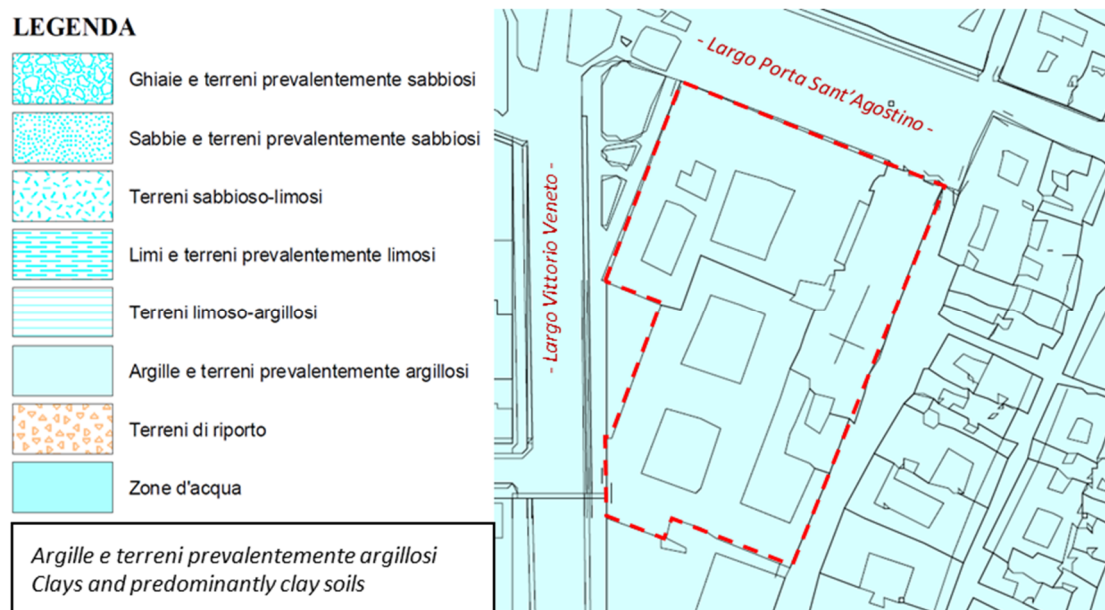 LEGENDA
Ghiaie e terreni prevalentemente sabbiosi
Sabbie e terreni prevalentemente sabbiosi
Terreni sabbioso-limosi
Limi e terreni prevalentemente limosi
Terreni limoso-argillosi
Argille e terreni prevalentemente argillosi
Terreni di riporto
Zone d'acqua
Argille e terreni prevalentemente argillosi
Clays and predominantly clay soils
- Largo Porta Sant’Agostino -
- Largo Vittorio Veneto -